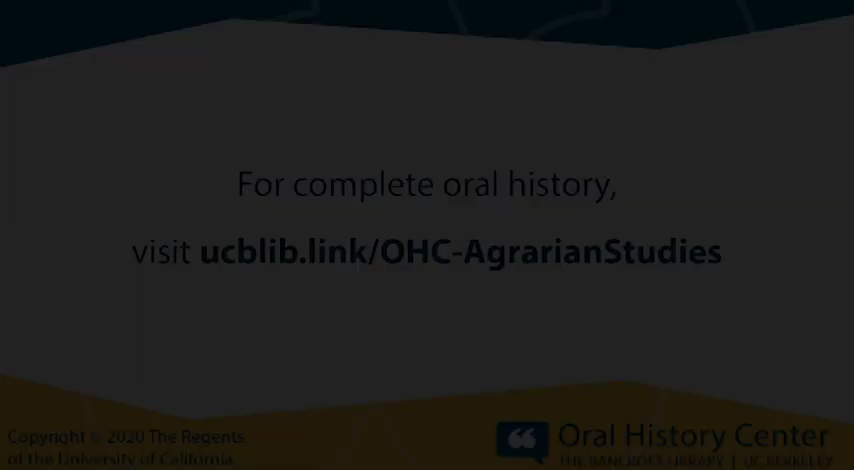 For complete oral history,
visit ucblib.link/OHC-AgrarianStudies
Copyright © 2020 The Regents
of the University of California
Oral History Center
THE BANCROFT LIBRARY | UC BERKELEY